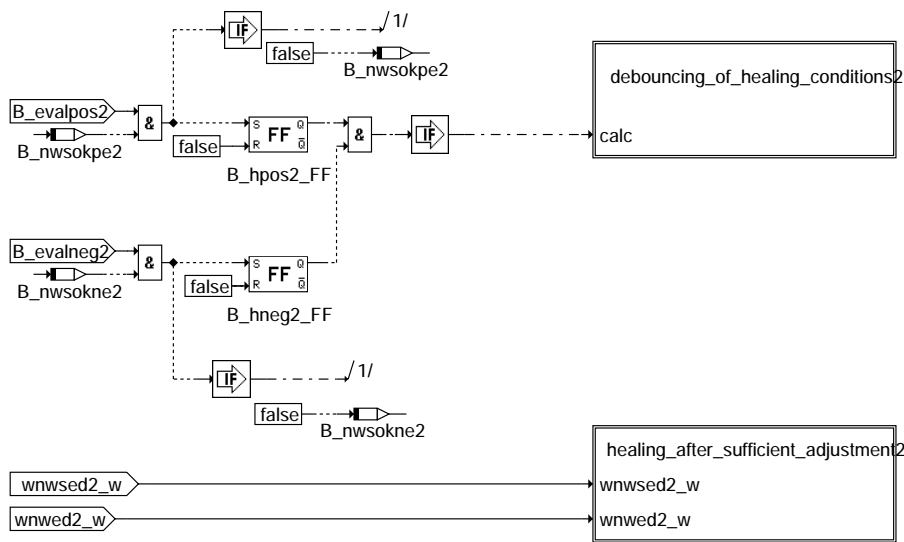 IF
/ 1/
false
B_nwsokpe2
debouncing_of_healing_conditions2
B_evalpos2
&
S Q
FF
R Q̅
&
IF
calc
B_nwsokpe2
false
B_hpos2_FF
B_evalneg2
&
S Q
FF
R Q̅
B_nwsokne2
false
B_hneg2_FF
IF
/ 1/
false
B_nwsokne2
healing_after_sufficient_adjustment2
wnwsed2_w
wnwsed2_w
wnwed2_w
wnwed2_w